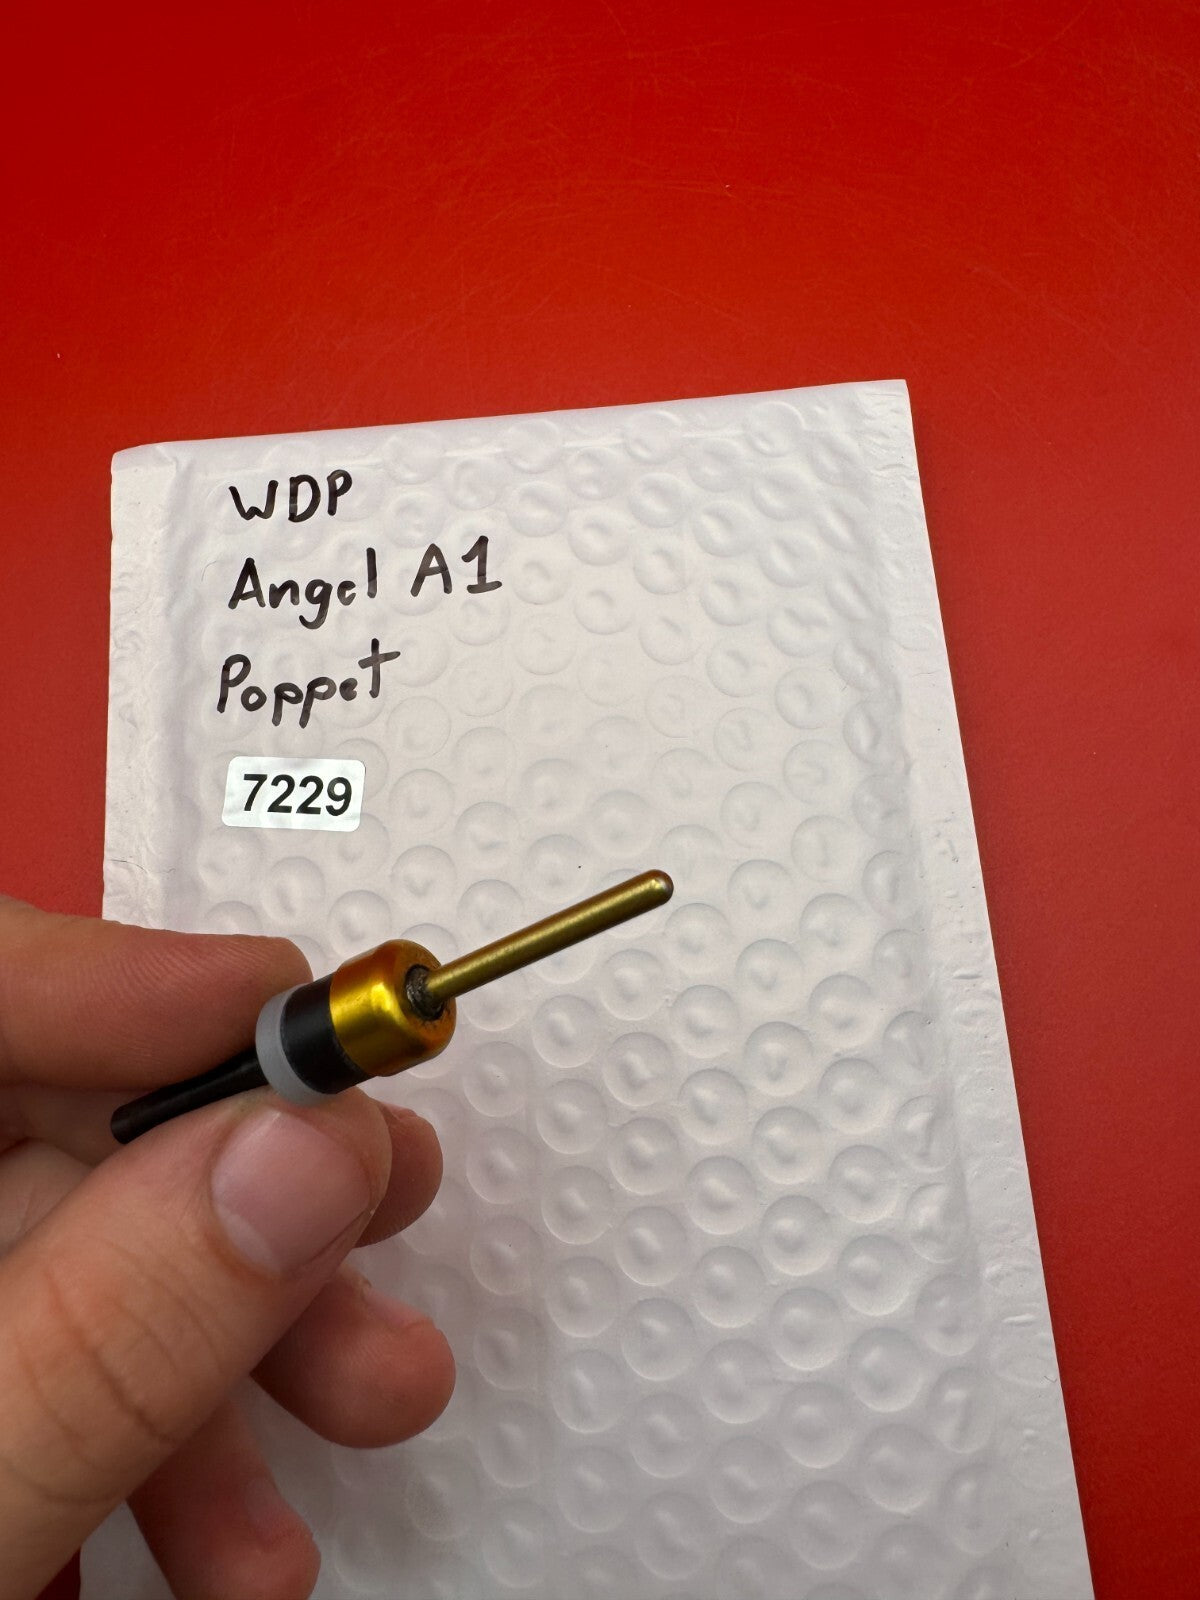 WDP
Angel A1
Poppet
7229